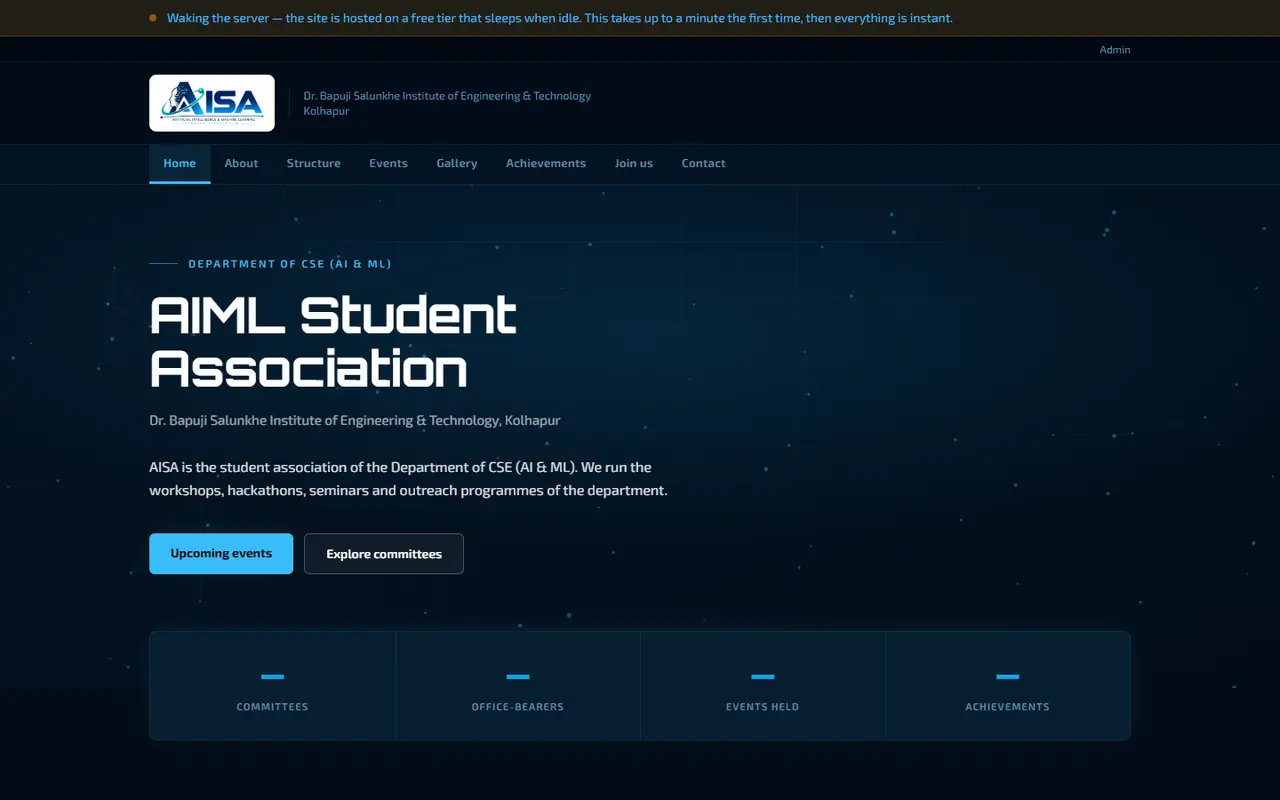 Waking the server — the site is hosted on a free tier that sleeps when idle. This takes up to a minute the first time, then everything is instant.
Admin
AISA
ARTIFICIAL INTELLIGENCE & MACHINE LEARNING
Dr. Bapuji Salunkhe Institute of Engineering & Technology
Kolhapur
Home
About
Structure
Events
Gallery
Achievements
Join us
Contact
DEPARTMENT OF CSE (AI & ML)
AIML Student
Association
Dr. Bapuji Salunkhe Institute of Engineering & Technology, Kolhapur
AISA is the student association of the Department of CSE (AI & ML). We run the
workshops, hackathons, seminars and outreach programmes of the department.
Upcoming events
Explore committees
—
—
—
—
COMMITTEES
OFFICE-BEARERS
EVENTS HELD
ACHIEVEMENTS